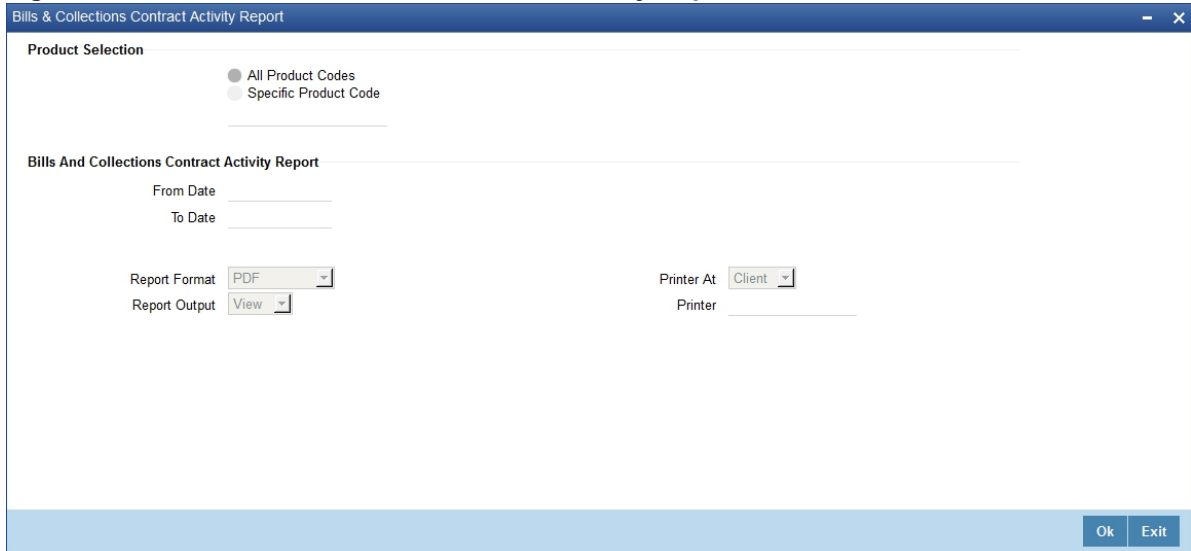 Bills & Collections Contract Activity Report
Product Selection
All Product Codes
Specific Product Code
Bills And Collections Contract Activity Report
From Date
To Date
Report Format PDF Printer At Client
Report Output View Printer
Ok Exit